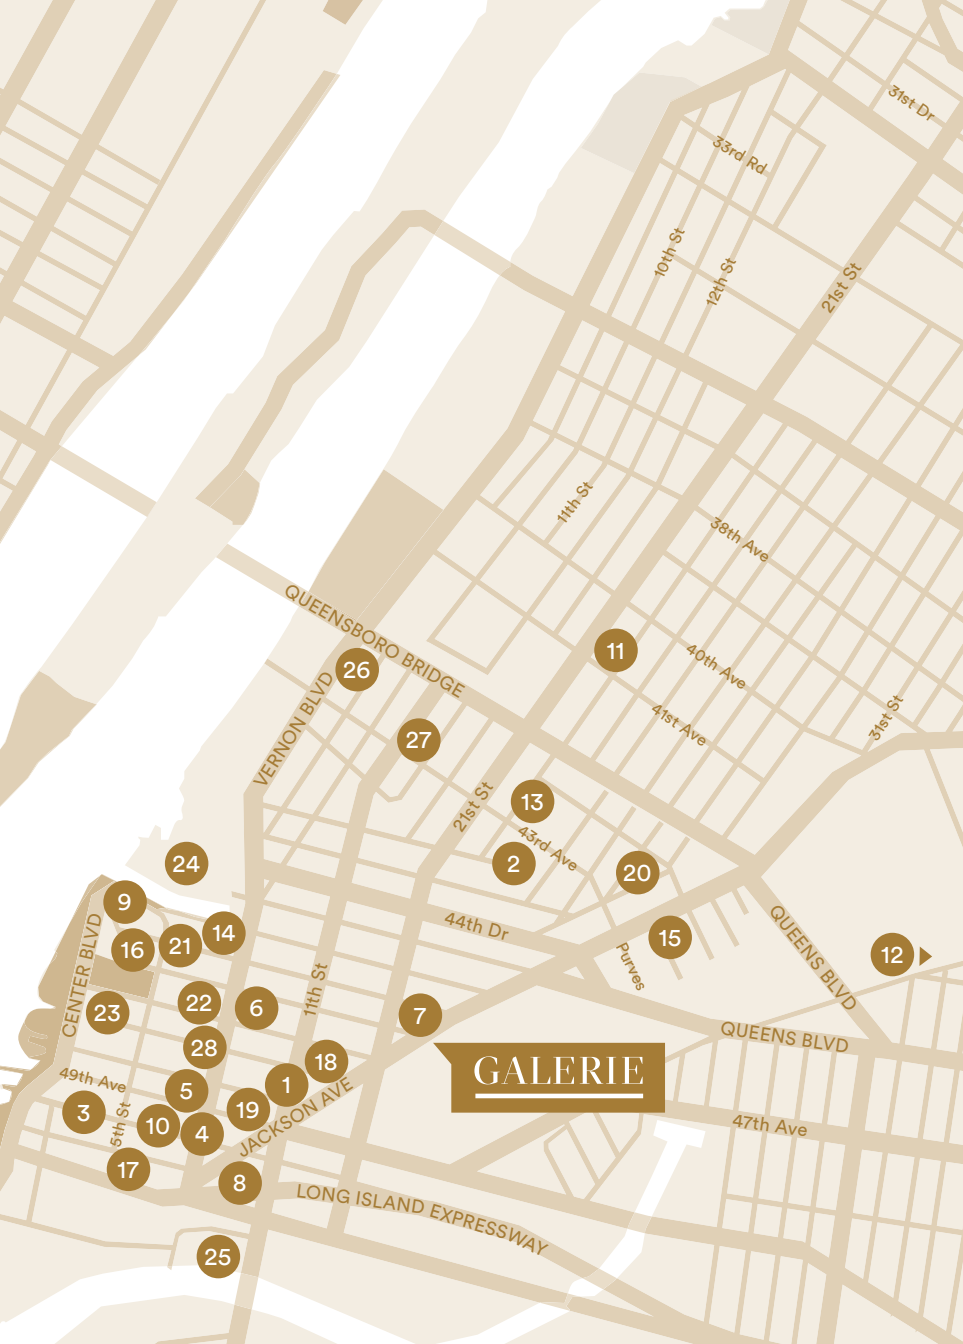 31st Dr
33rd Rd
10th St
12th St
21st St
11th St
38th Ave
QUEENSBORO BRIDGE
11
26
40th Ave
VERNON BLVD
31st St
41st Ave
27
21st St
13
43rd Ave
24
2
20
9
44th Dr
QUEENS BLVD
CENTER BLVD
16
21
14
15
12
Purves
11th St
23
22
6
7
QUEENS BLVD
28
18
GALERIE
49th Ave
5
1
3
5th St
10
4
19
JACKSON AVE
47th Ave
17
8
LONG ISLAND EXPRESSWAY
25